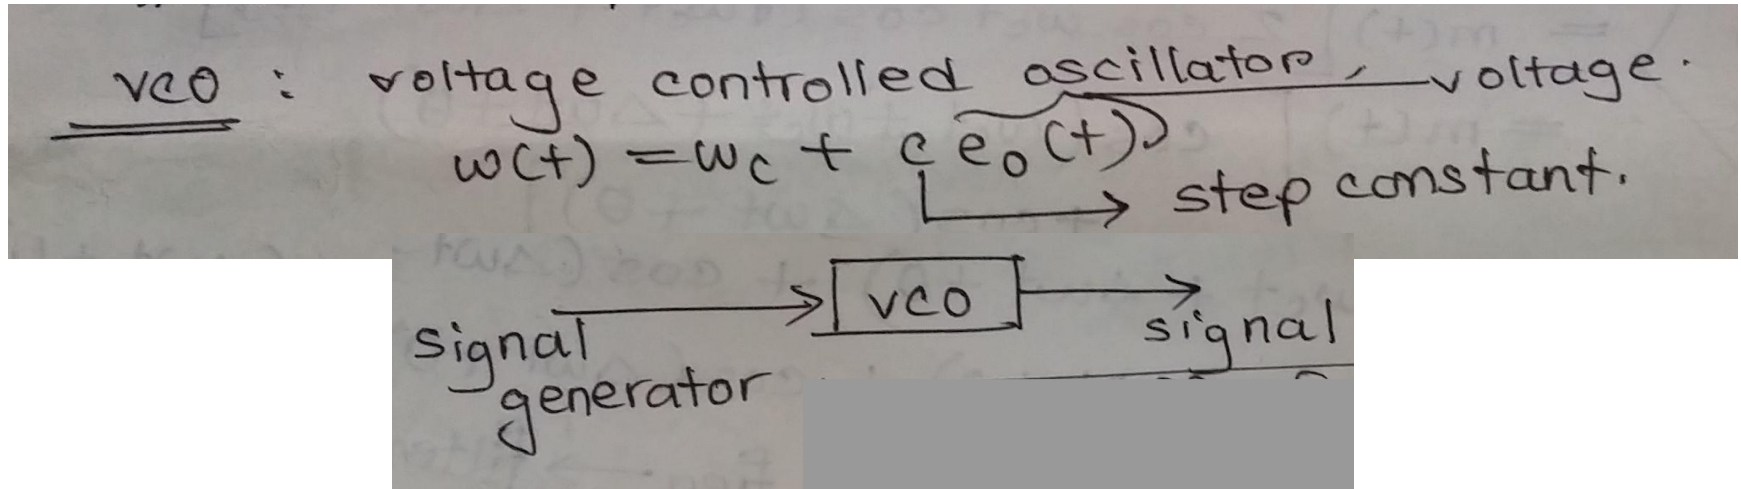 VCO : voltage controlled oscillator, voltage.
ω(t) = ωc + c e₀(t)
step constant.
VCO
signal
signal
generator